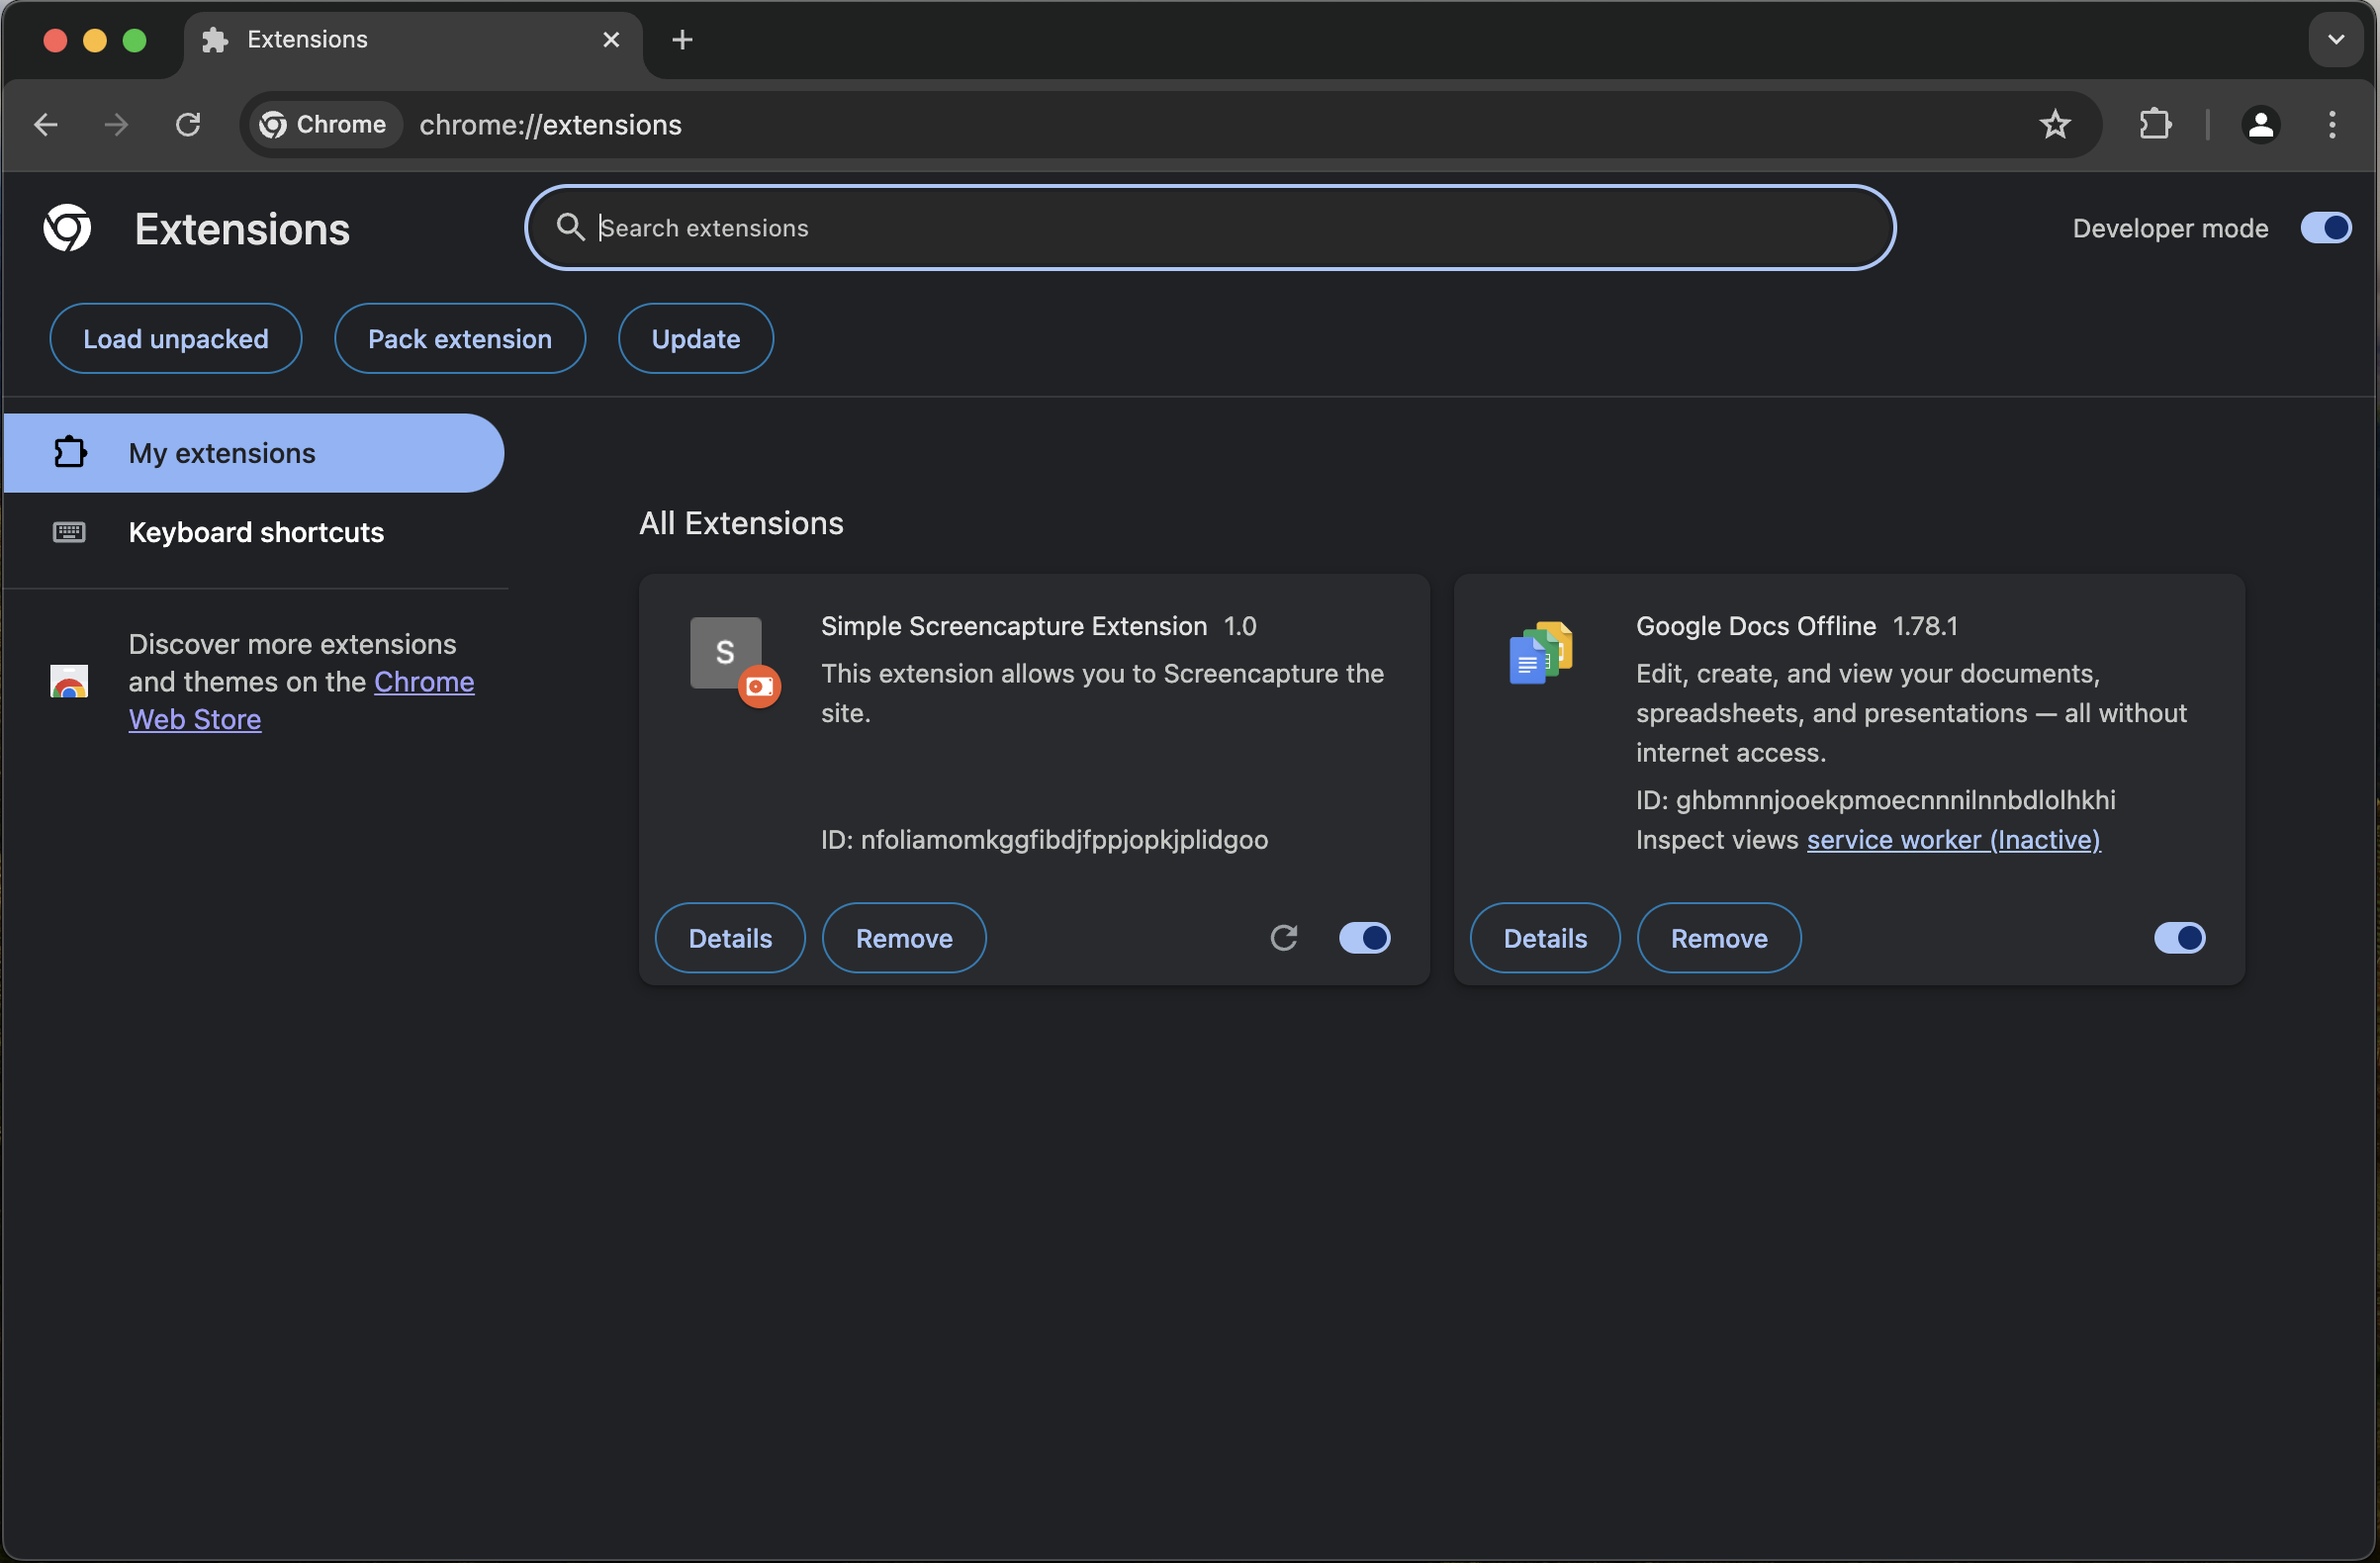 Extensions
Chrome
chrome://extensions
Extensions
Search extensions
Developer mode
Load unpacked
Pack extension
Update
My extensions
Keyboard shortcuts
Discover more extensions
and themes on the Chrome
Web Store
All Extensions
S
Simple Screencapture Extension 1.0
This extension allows you to Screencapture the
site.
ID: nfoliamomkggfibdjfppjopkjplidgoo
Details
Remove
Google Docs Offline 1.78.1
Edit, create, and view your documents,
spreadsheets, and presentations — all without
internet access.
ID: ghbmnnjooekpmoecnnnilnnbdlolhkhi
Inspect views service worker (Inactive)
Details
Remove